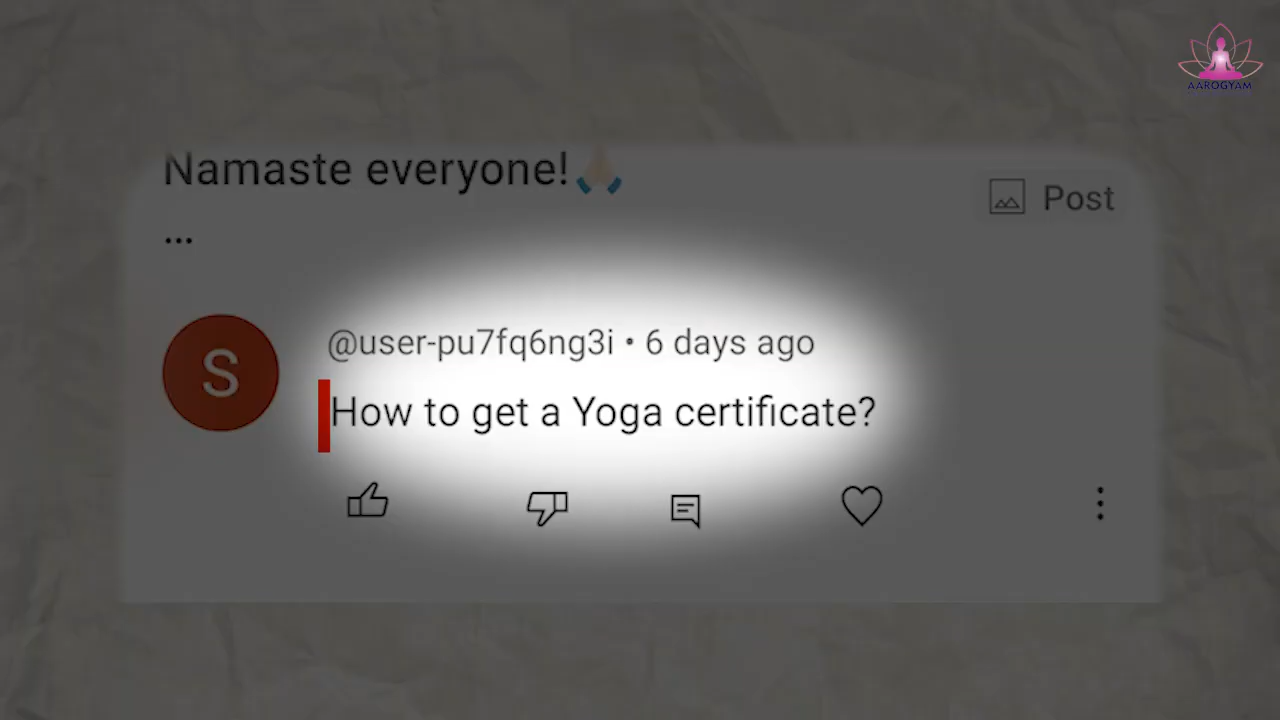 AAROGYAM
Namaste everyone!🙏🏻
Post
...
S
@user-pu7fq6ng3i • 6 days ago
How to get a Yoga certificate?